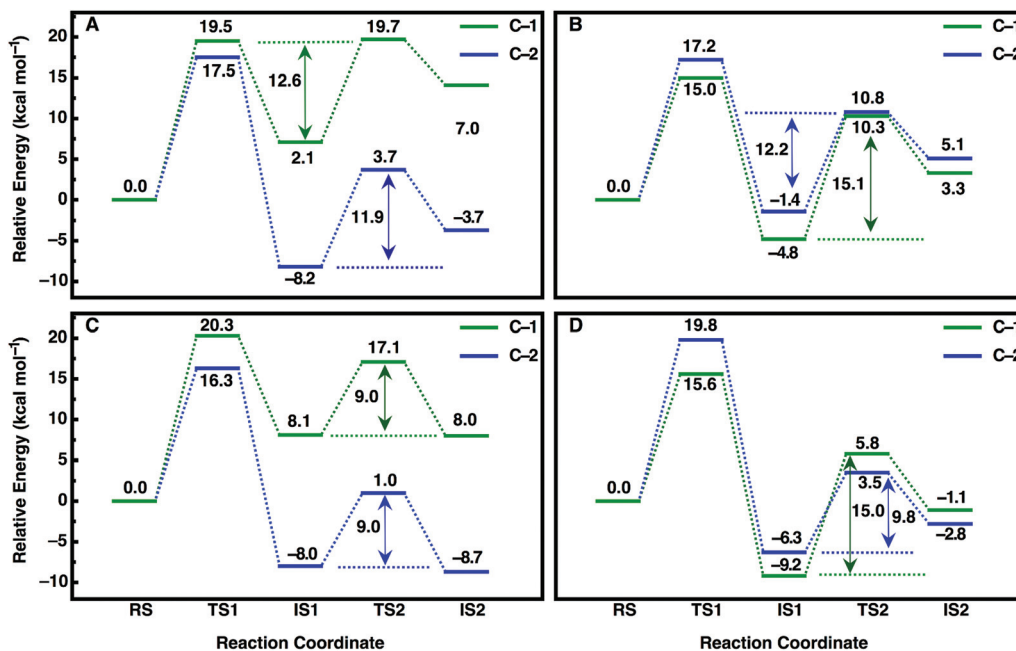 A
19.5
19.7
C–1
C–2
17.5
12.6
2.1
7.0
3.7
0.0
11.9
–3.7
–8.2
20
15
10
5
0
–5
–10
Relative Energy (kcal mol⁻¹)
B
17.2
C–1
C–2
15.0
10.8
10.3
12.2
5.1
15.1
0.0
–1.4
3.3
–4.8
C
20.3
C–1
C–2
17.1
16.3
9.0
8.1
8.0
0.0
1.0
9.0
–8.0
–8.7
20
15
10
5
0
–5
–10
Relative Energy (kcal mol⁻¹)
RS
TS1
IS1
TS2
IS2
Reaction Coordinate
D
19.8
C–1
C–2
15.6
5.8
0.0
3.5
15.0
9.8
–1.1
–2.8
–6.3
–9.2
RS
TS1
IS1
TS2
IS2
Reaction Coordinate